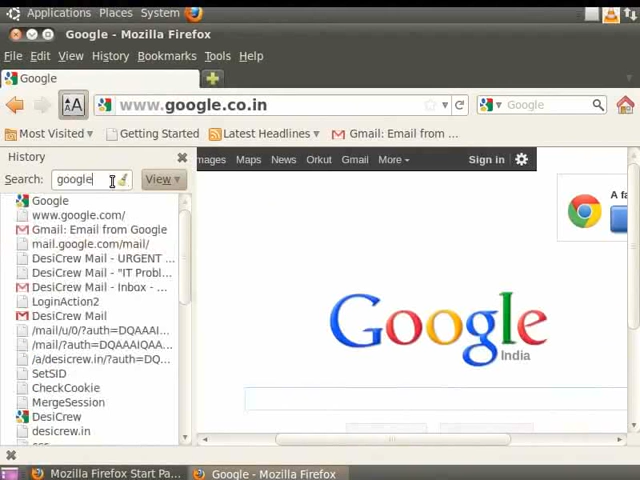 Applications Places System
Google - Mozilla Firefox
File Edit View History Bookmarks Tools Help
Google
www.google.co.in
Google
Most Visited Getting Started Latest Headlines Gmail: Email from ...
History
Search: google View
Google
www.google.com/
Gmail: Email from Google
mail.google.com/mail/
DesiCrew Mail - URGENT ...
DesiCrew Mail - "IT Probl...
DesiCrew Mail - Inbox - ...
LoginAction2
DesiCrew Mail
/mail/u/0/?auth=DQAAAI...
/mail/?auth=DQAAAIQAA...
/a/desicrew.in/?auth=DQ...
SetSID
CheckCookie
MergeSession
DesiCrew
desicrew.in
mages Maps News Orkut Gmail More Sign in
A fa
Google
India
Mozilla Firefox Start Pa... Google - Mozilla Firefox